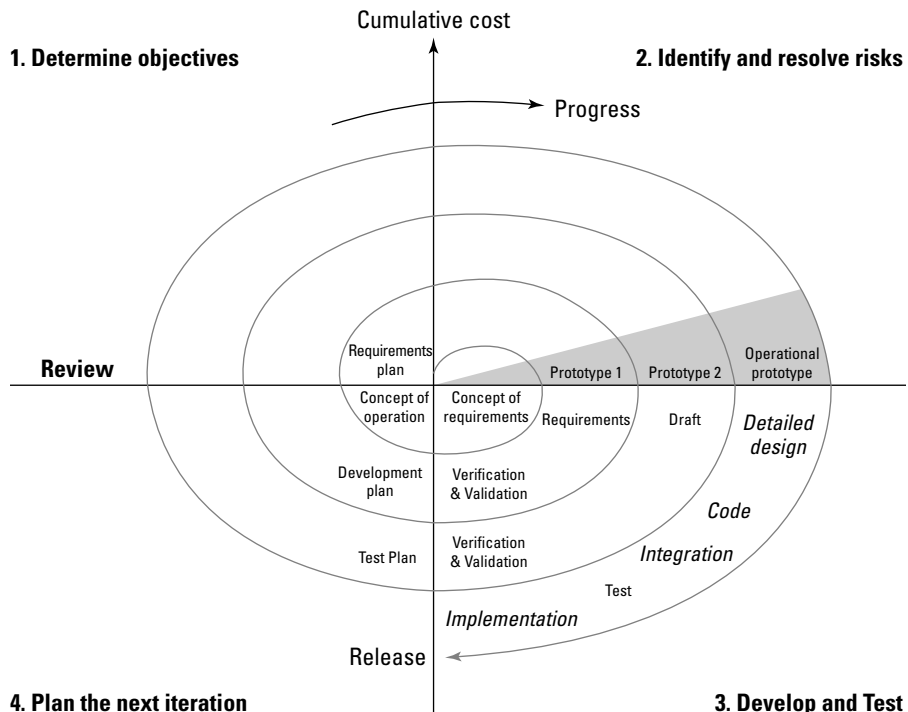 Cumulative cost
1. Determine objectives
2. Identify and resolve risks
Progress
Requirements
plan
Operational
prototype
Review
Prototype 1
Prototype 2
Concept of
operation
Concept of
requirements
Requirements
Draft
Detailed
design
Development
plan
Verification
& Validation
Code
Test Plan
Verification
& Validation
Integration
Test
Implementation
Release
4. Plan the next iteration
3. Develop and Test